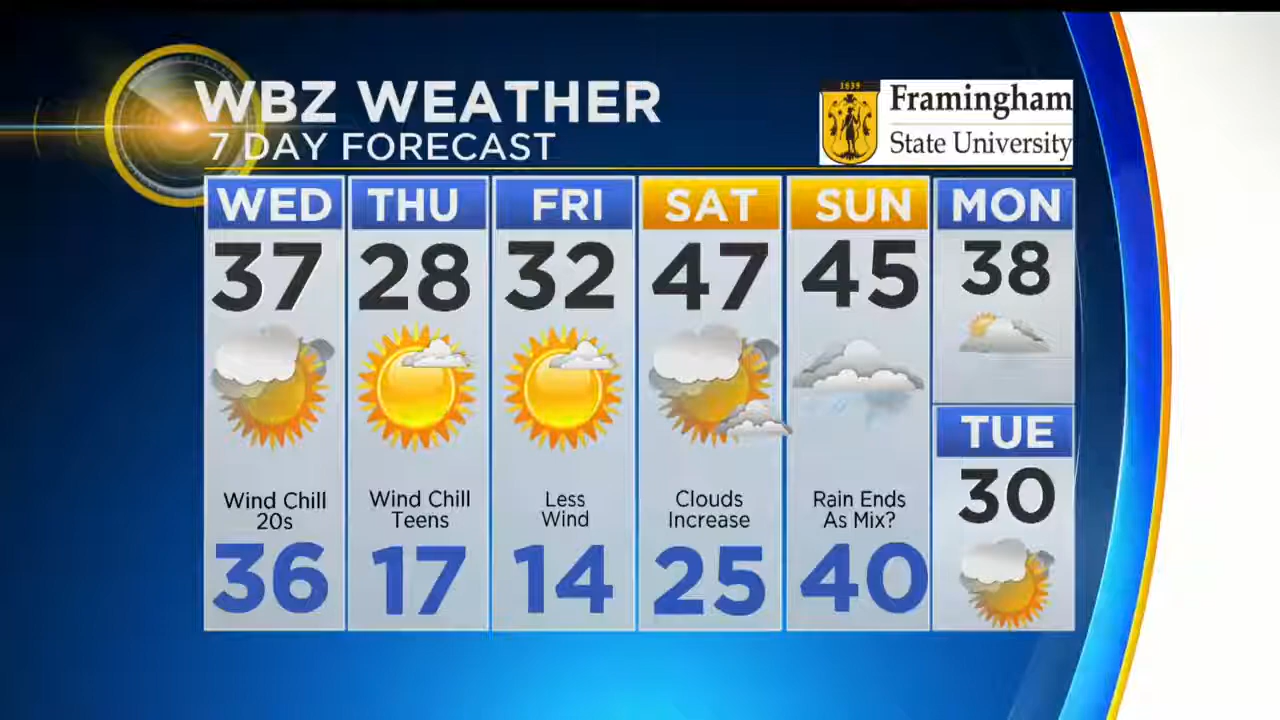 WBZ WEATHER
7 DAY FORECAST
1839
Framingham
State University
WED
37
Wind Chill
20s
36
THU
28
Wind Chill
Teens
17
FRI
32
Less
Wind
14
SAT
47
Clouds
Increase
25
SUN
45
Rain Ends
As Mix?
40
MON
38
TUE
30